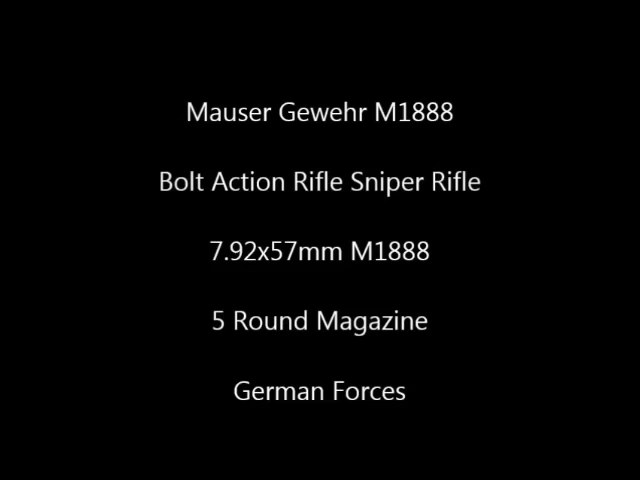 Mauser Gewehr M1888
Bolt Action Rifle Sniper Rifle
7.92x57mm M1888
5 Round Magazine
German Forces